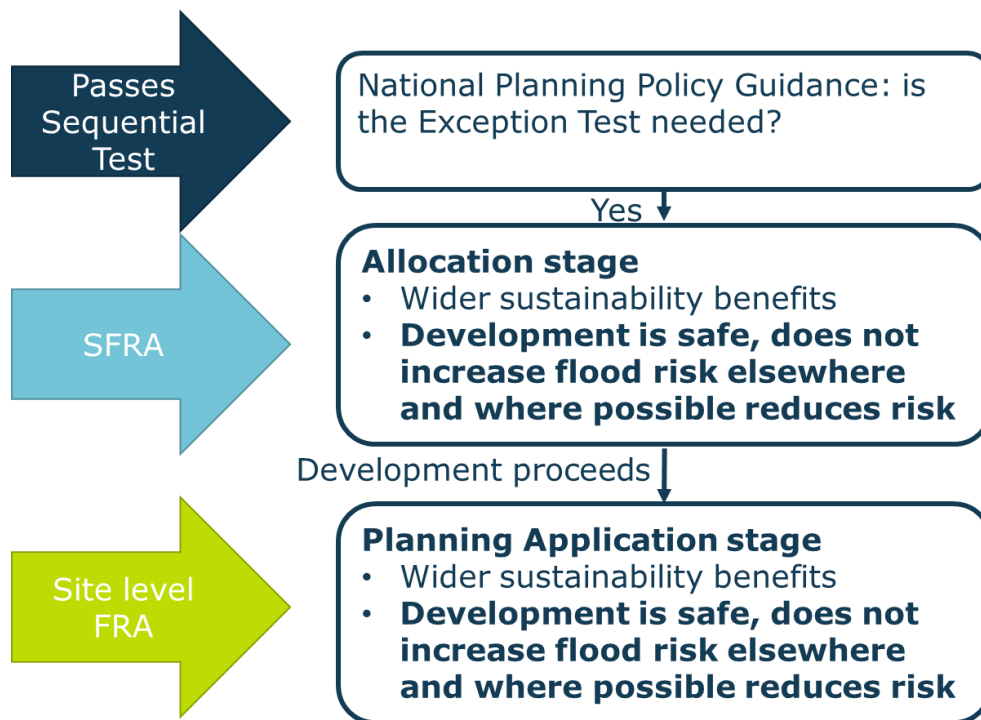 Passes
Sequential
Test
National Planning Policy Guidance: is
the Exception Test needed?
Yes
SFRA
Allocation stage
• Wider sustainability benefits
• Development is safe, does not
increase flood risk elsewhere
and where possible reduces risk
Development proceeds
Site level
FRA
Planning Application stage
• Wider sustainability benefits
• Development is safe, does not
increase flood risk elsewhere
and where possible reduces risk